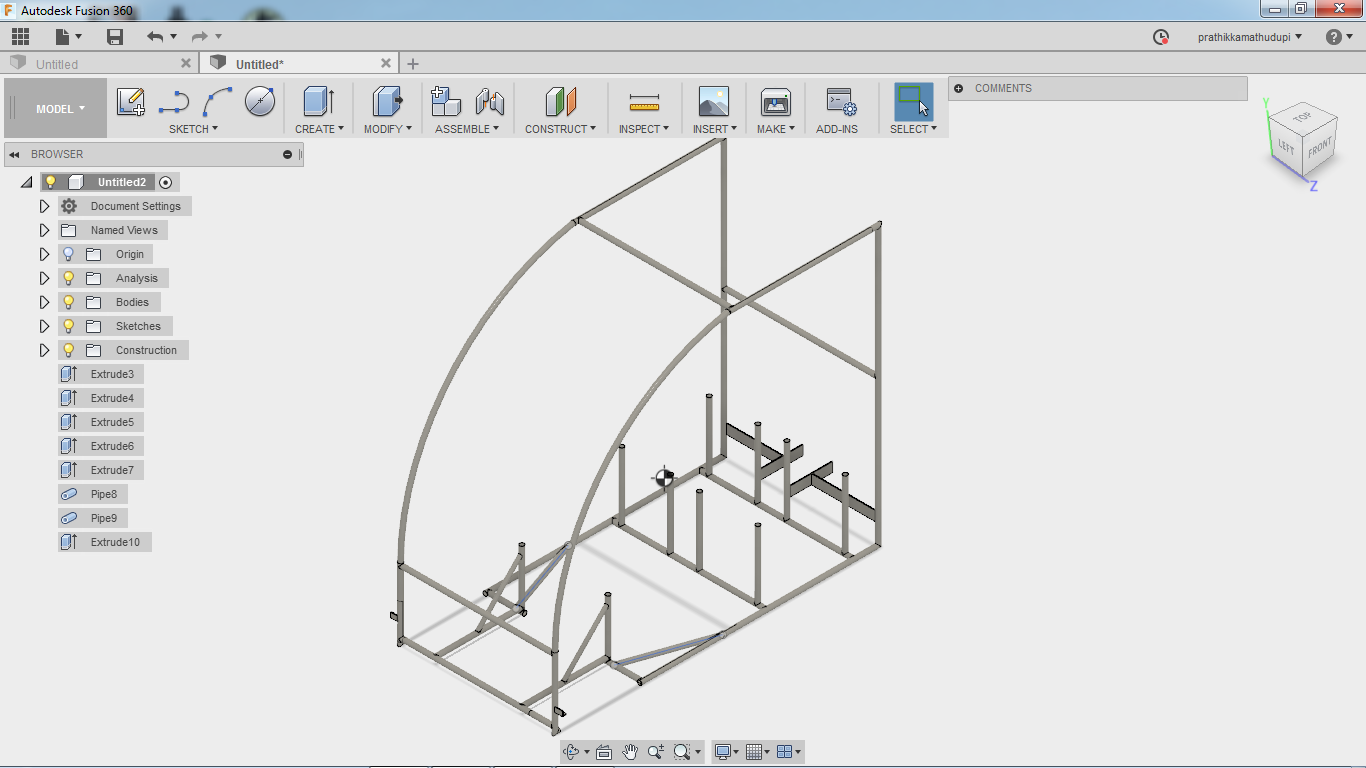 Autodesk Fusion 360
prathikkamathudupi
Untitled
Untitled*
MODEL
SKETCH
CREATE
MODIFY
ASSEMBLE
CONSTRUCT
INSPECT
INSERT
MAKE
ADD-INS
SELECT
COMMENTS
BROWSER
Untitled2
Document Settings
Named Views
Origin
Analysis
Bodies
Sketches
Construction
Extrude3
Extrude4
Extrude5
Extrude6
Extrude7
Pipe8
Pipe9
Extrude10
Y
TOP
LEFT
FRONT
Z